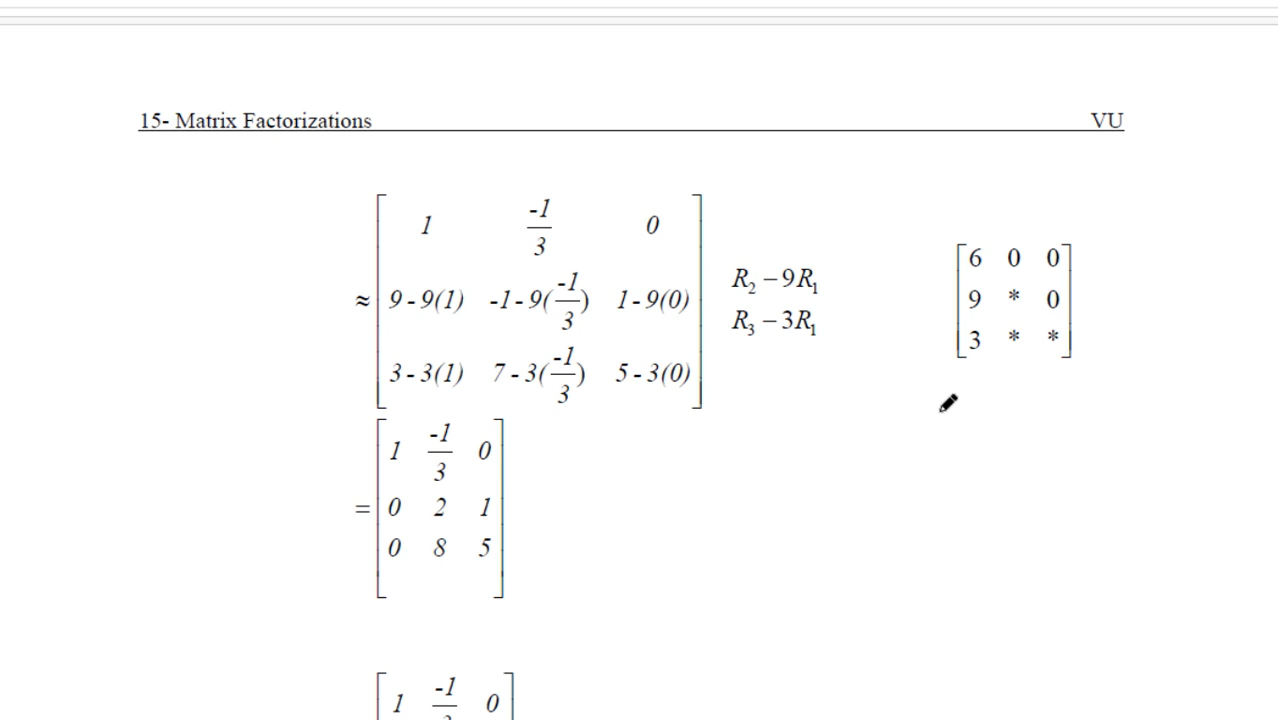 15- Matrix Factorizations VU
≈ [ 1 -1/3 0 ]
[ 9 - 9(1) -1 - 9(-1/3) 1 - 9(0) ] R₂ − 9R₁
[ 3 - 3(1) 7 - 3(-1/3) 5 - 3(0) ] R₃ − 3R₁
[ 6 0 0 ]
[ 9 * 0 ]
[ 3 * * ]
= [ 1 -1/3 0 ]
[ 0 2 1 ]
[ 0 8 5 ]
[ 1 -1 0